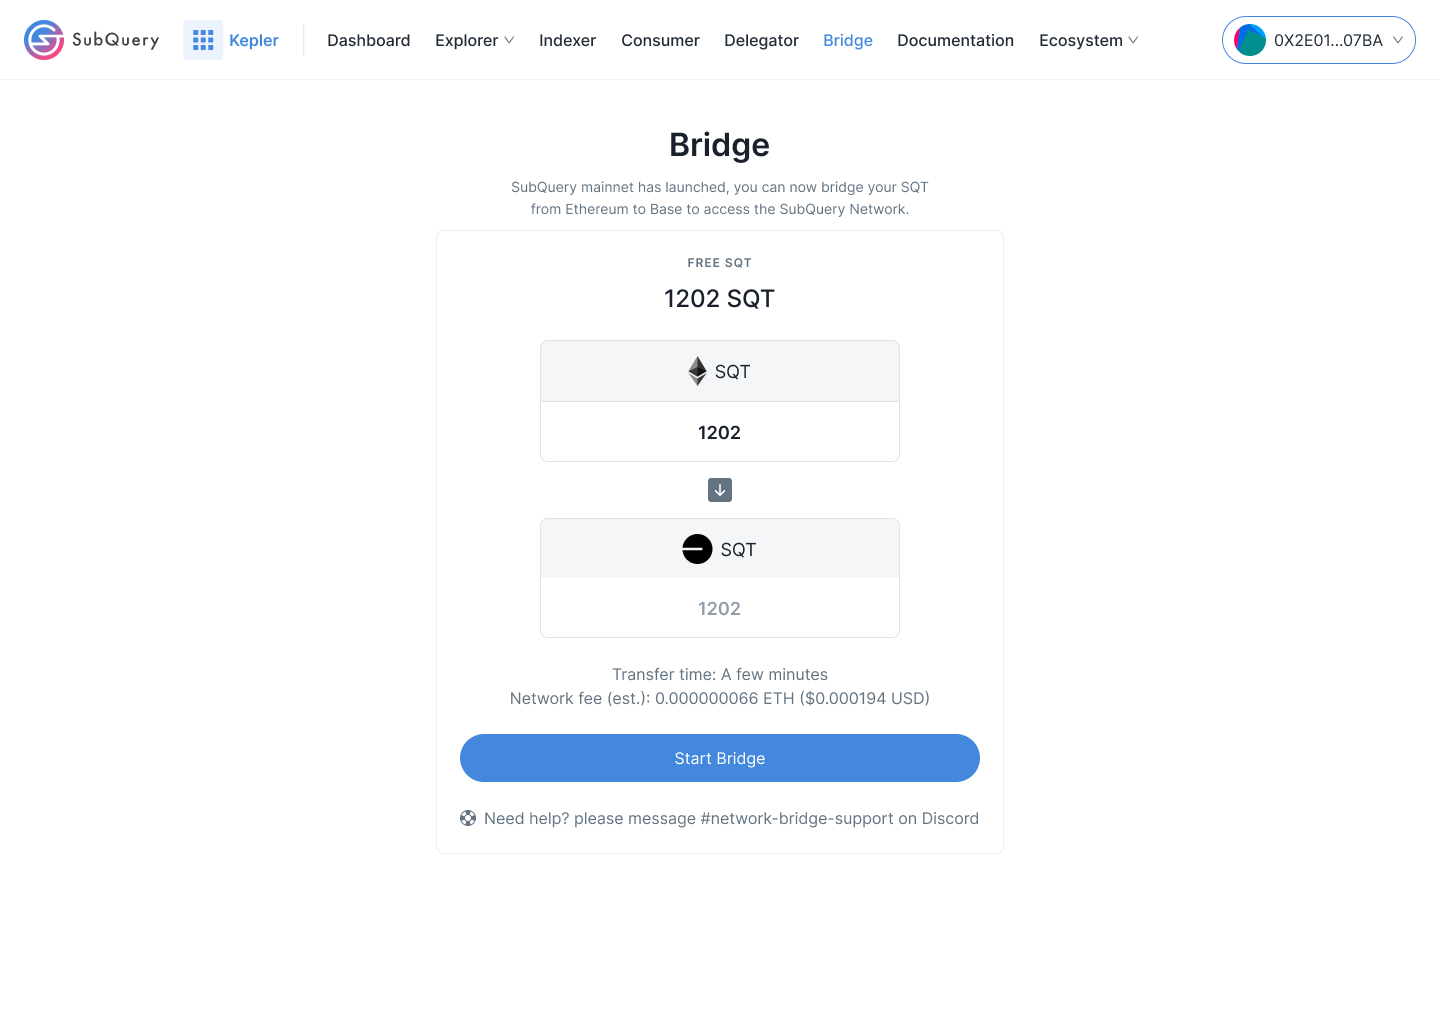 SubQuery
Kepler
Dashboard
Explorer
Indexer
Consumer
Delegator
Bridge
Documentation
Ecosystem
0X2E01...07BA
Bridge
SubQuery mainnet has launched, you can now bridge your SQT
from Ethereum to Base to access the SubQuery Network.
FREE SQT
1202 SQT
SQT
1202
SQT
1202
Transfer time: A few minutes
Network fee (est.): 0.000000066 ETH ($0.000194 USD)
Start Bridge
Need help? please message #network-bridge-support on Discord